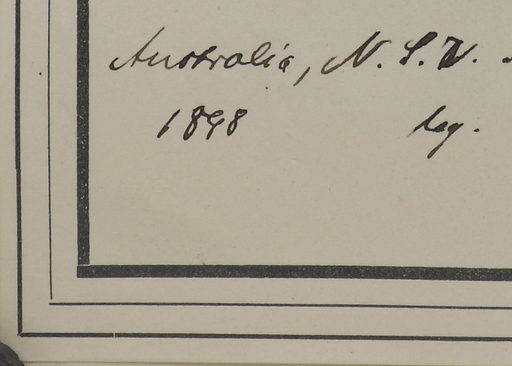 Australia, N.S.W.
1898 leg.